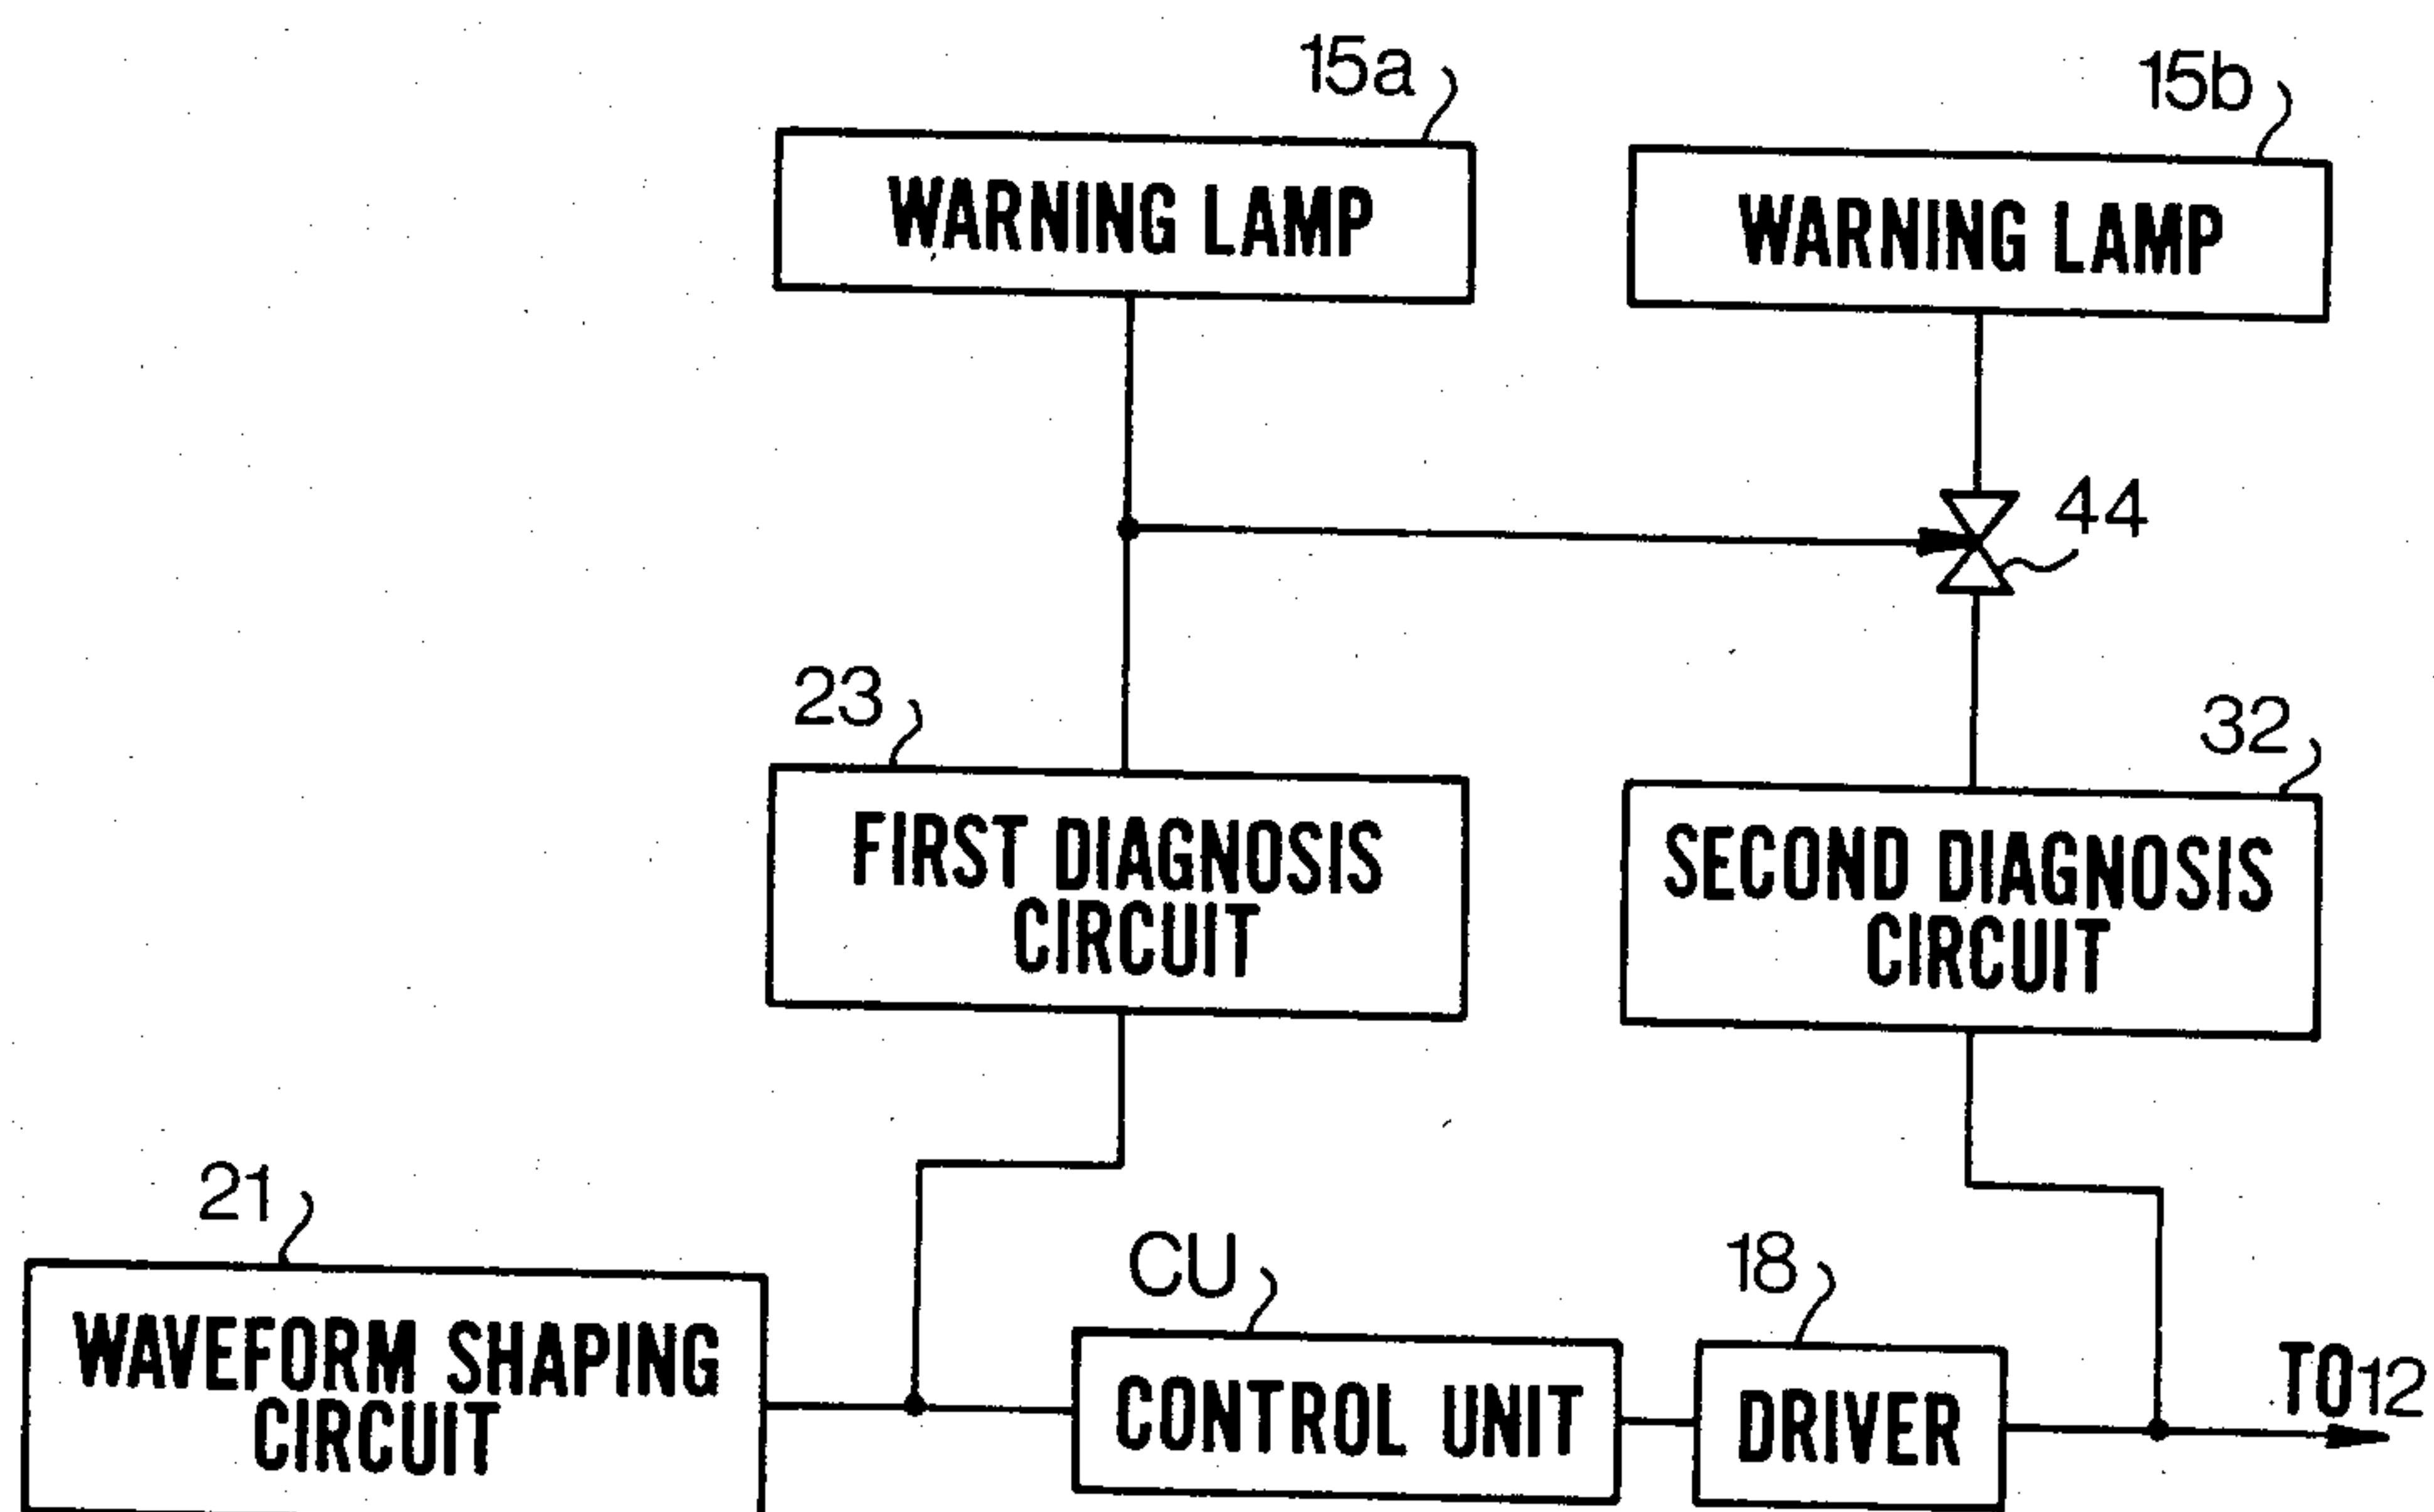 15a
15b
WARNING LAMP
WARNING LAMP
44
23
32
FIRST DIAGNOSIS
CIRCUIT
SECOND DIAGNOSIS
CIRCUIT
21
CU
18
WAVEFORM SHAPING
CIRCUIT
CONTROL UNIT
DRIVER
TO12